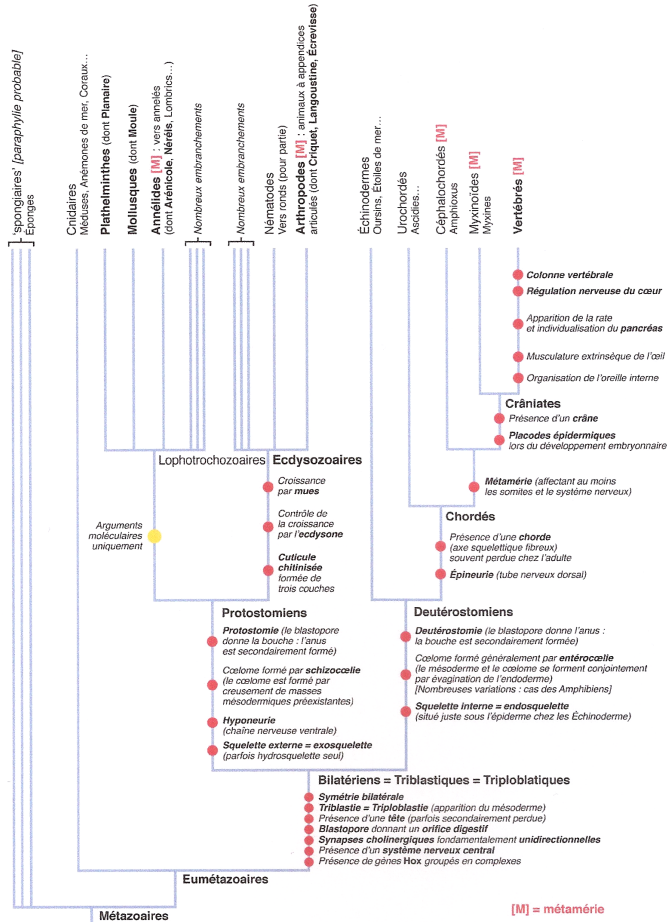 'spongiaires' [paraphylie probable]
Éponges
Cnidaires
Méduses, Anémones de mer, Coraux...
Plathelminthes (dont Planaire)
Mollusques (dont Moule)
Annélides [M] : vers annelés
(dont Arénicole, Néréis, Lombrics...)
Nombreux embranchements
Nombreux embranchements
Nématodes
Vers ronds (pour partie)
Arthropodes [M] : animaux à appendices
articulés (dont Criquet, Langoustine, Écrevisse)
Échinodermes
Oursins, Étoiles de mer...
Urochordés
Ascidies...
Céphalochordés [M]
Amphioxus
Myxinoïdes [M]
Myxines
Vertébrés [M]
Colonne vertébrale
Régulation nerveuse du cœur
Apparition de la rate
et individualisation du pancréas
Musculature extrinsèque de l'œil
Organisation de l'oreille interne
Crâniates
Présence d'un crâne
Placodes épidermiques
lors du développement embryonnaire
Lophotrochozoaires
Ecdysozoaires
Croissance
par mues
Contrôle de
la croissance
par l'ecdysone
Cuticule
chitinisée
formée de
trois couches
Arguments
moléculaires
uniquement
Métamérie (affectant au moins
les somites et le système nerveux)
Chordés
Présence d'une chorde
(axe squelettique fibreux)
souvent perdue chez l'adulte
Épineurie (tube nerveux dorsal)
Protostomiens
Protostomie (le blastopore
donne la bouche : l'anus
est secondairement formé)
Cœlome formé par schizocœlie
(le cœlome est formé par
creusement de masses
mésodermiques préexistantes)
Hyponeurie
(chaîne nerveuse ventrale)
Squelette externe = exosquelette
(parfois hydrosquelette seul)
Deutérostomiens
Deutérostomie (le blastopore donne l'anus :
la bouche est secondairement formée)
Cœlome formé généralement par entérocœlie
(le mésoderme et le cœlome se forment conjointement
par évagination de l'endoderme)
[Nombreuses variations : cas des Amphibiens]
Squelette interne = endosquelette
(situé juste sous l'épiderme chez les Échinoderme)
Bilatériens = Triblastiques = Triploblatiques
Symétrie bilatérale
Triblastie = Triploblastie (apparition du mésoderme)
Présence d'une tête (parfois secondairement perdue)
Blastopore donnant un orifice digestif
Synapses cholinergiques fondamentalement unidirectionnelles
Présence d'un système nerveux central
Présence de gènes Hox groupés en complexes
Eumétazoaires
Métazoaires
[M] = métamérie